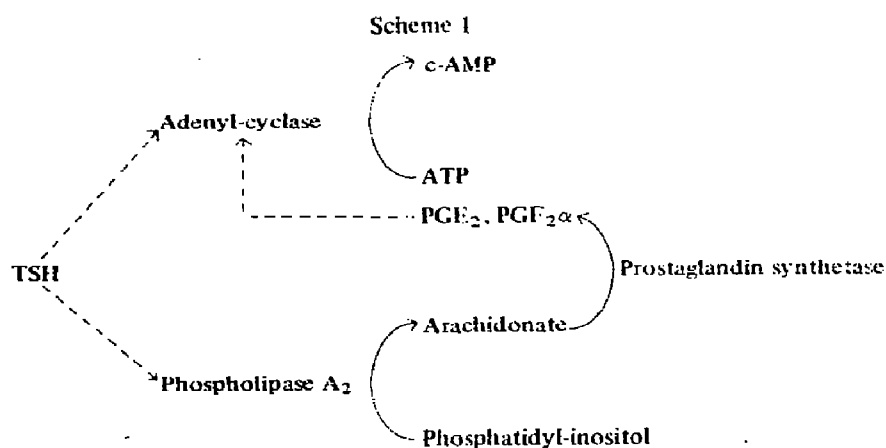 Scheme 1
c-AMP
Adenyl-cyclase
ATP
PGE₂, PGF₂α
TSH
Prostaglandin synthetase
Arachidonate
Phospholipase A₂
Phosphatidyl-inositol